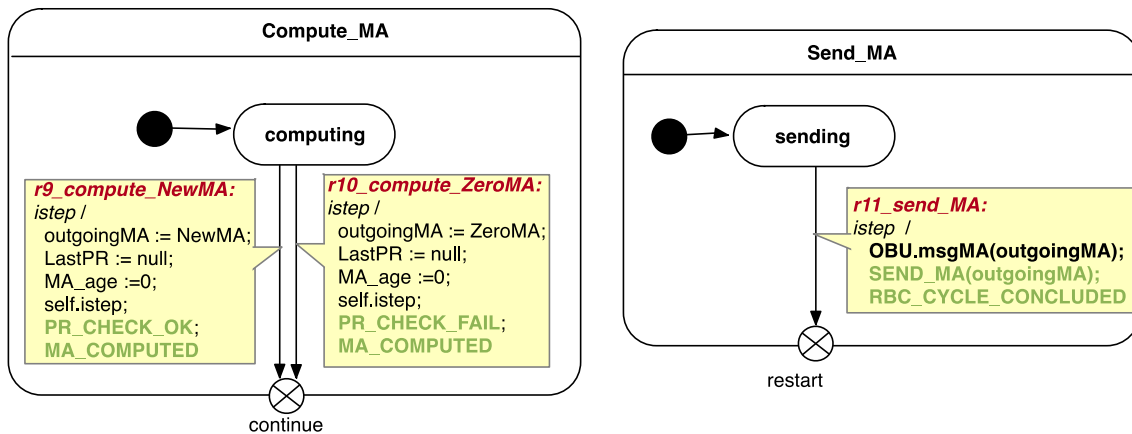 Compute_MA
computing
r9_compute_NewMA:
istep /
outgoingMA := NewMA;
LastPR := null;
MA_age :=0;
self.istep;
PR_CHECK_OK;
MA_COMPUTED
r10_compute_ZeroMA:
istep /
outgoingMA := ZeroMA;
LastPR := null;
MA_age :=0;
self.istep;
PR_CHECK_FAIL;
MA_COMPUTED
continue
Send_MA
sending
r11_send_MA:
istep /
OBU.msgMA(outgoingMA);
SEND_MA(outgoingMA);
RBC_CYCLE_CONCLUDED
restart